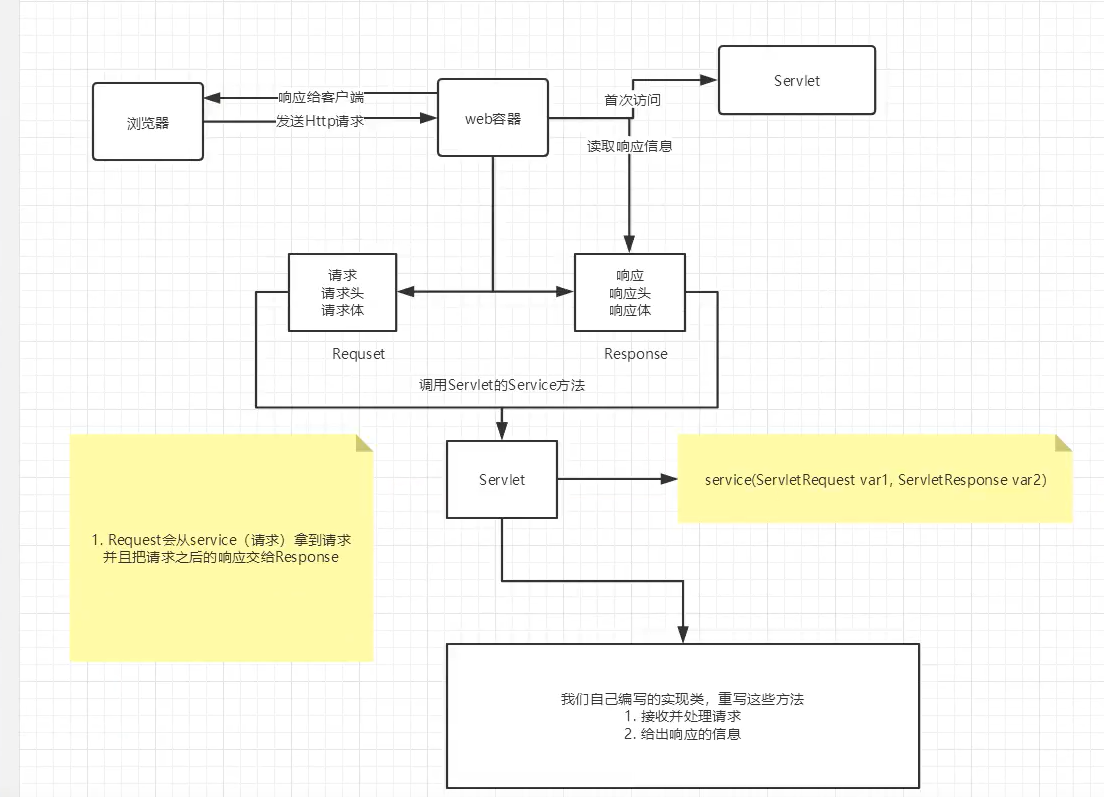 Servlet
浏览器
响应给客户端
发送Http请求
web容器
首次访问
读取响应信息
请求
请求头
请求体
响应
响应头
响应体
Requset
Response
调用Servlet的Service方法
Servlet
service(ServletRequest var1, ServletResponse var2)
1. Request会从service（请求）拿到请求
并且把请求之后的响应交给Response
我们自己编写的实现类，重写这些方法
1. 接收并处理请求
2. 给出响应的信息